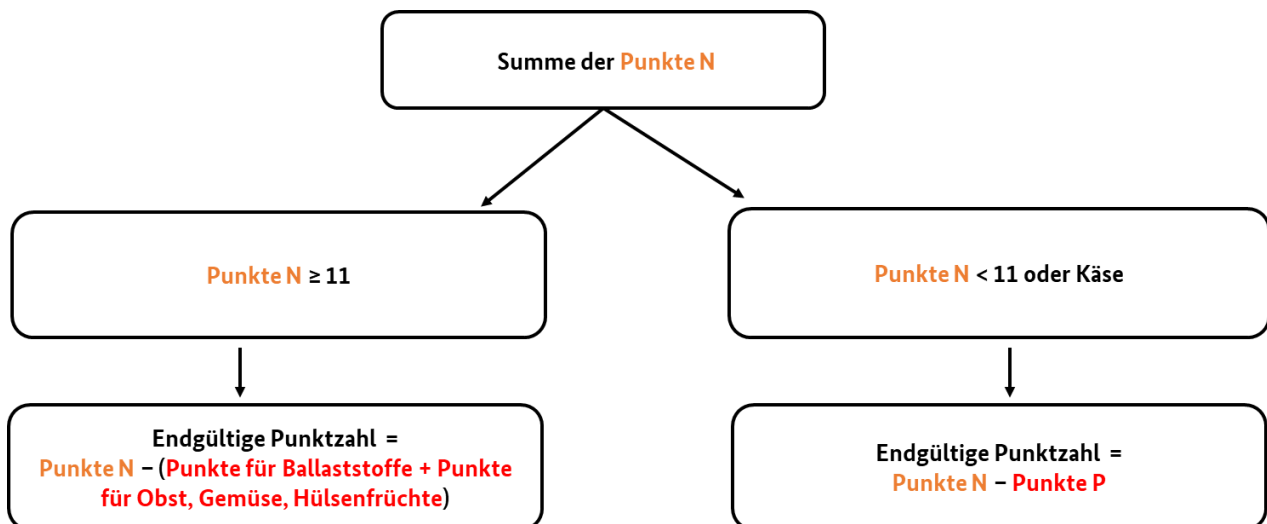 Summe der Punkte N
Punkte N ≥ 11
Punkte N < 11 oder Käse
Endgültige Punktzahl =
Punkte N – (Punkte für Ballaststoffe + Punkte
für Obst, Gemüse, Hülsenfrüchte)
Endgültige Punktzahl =
Punkte N – Punkte P